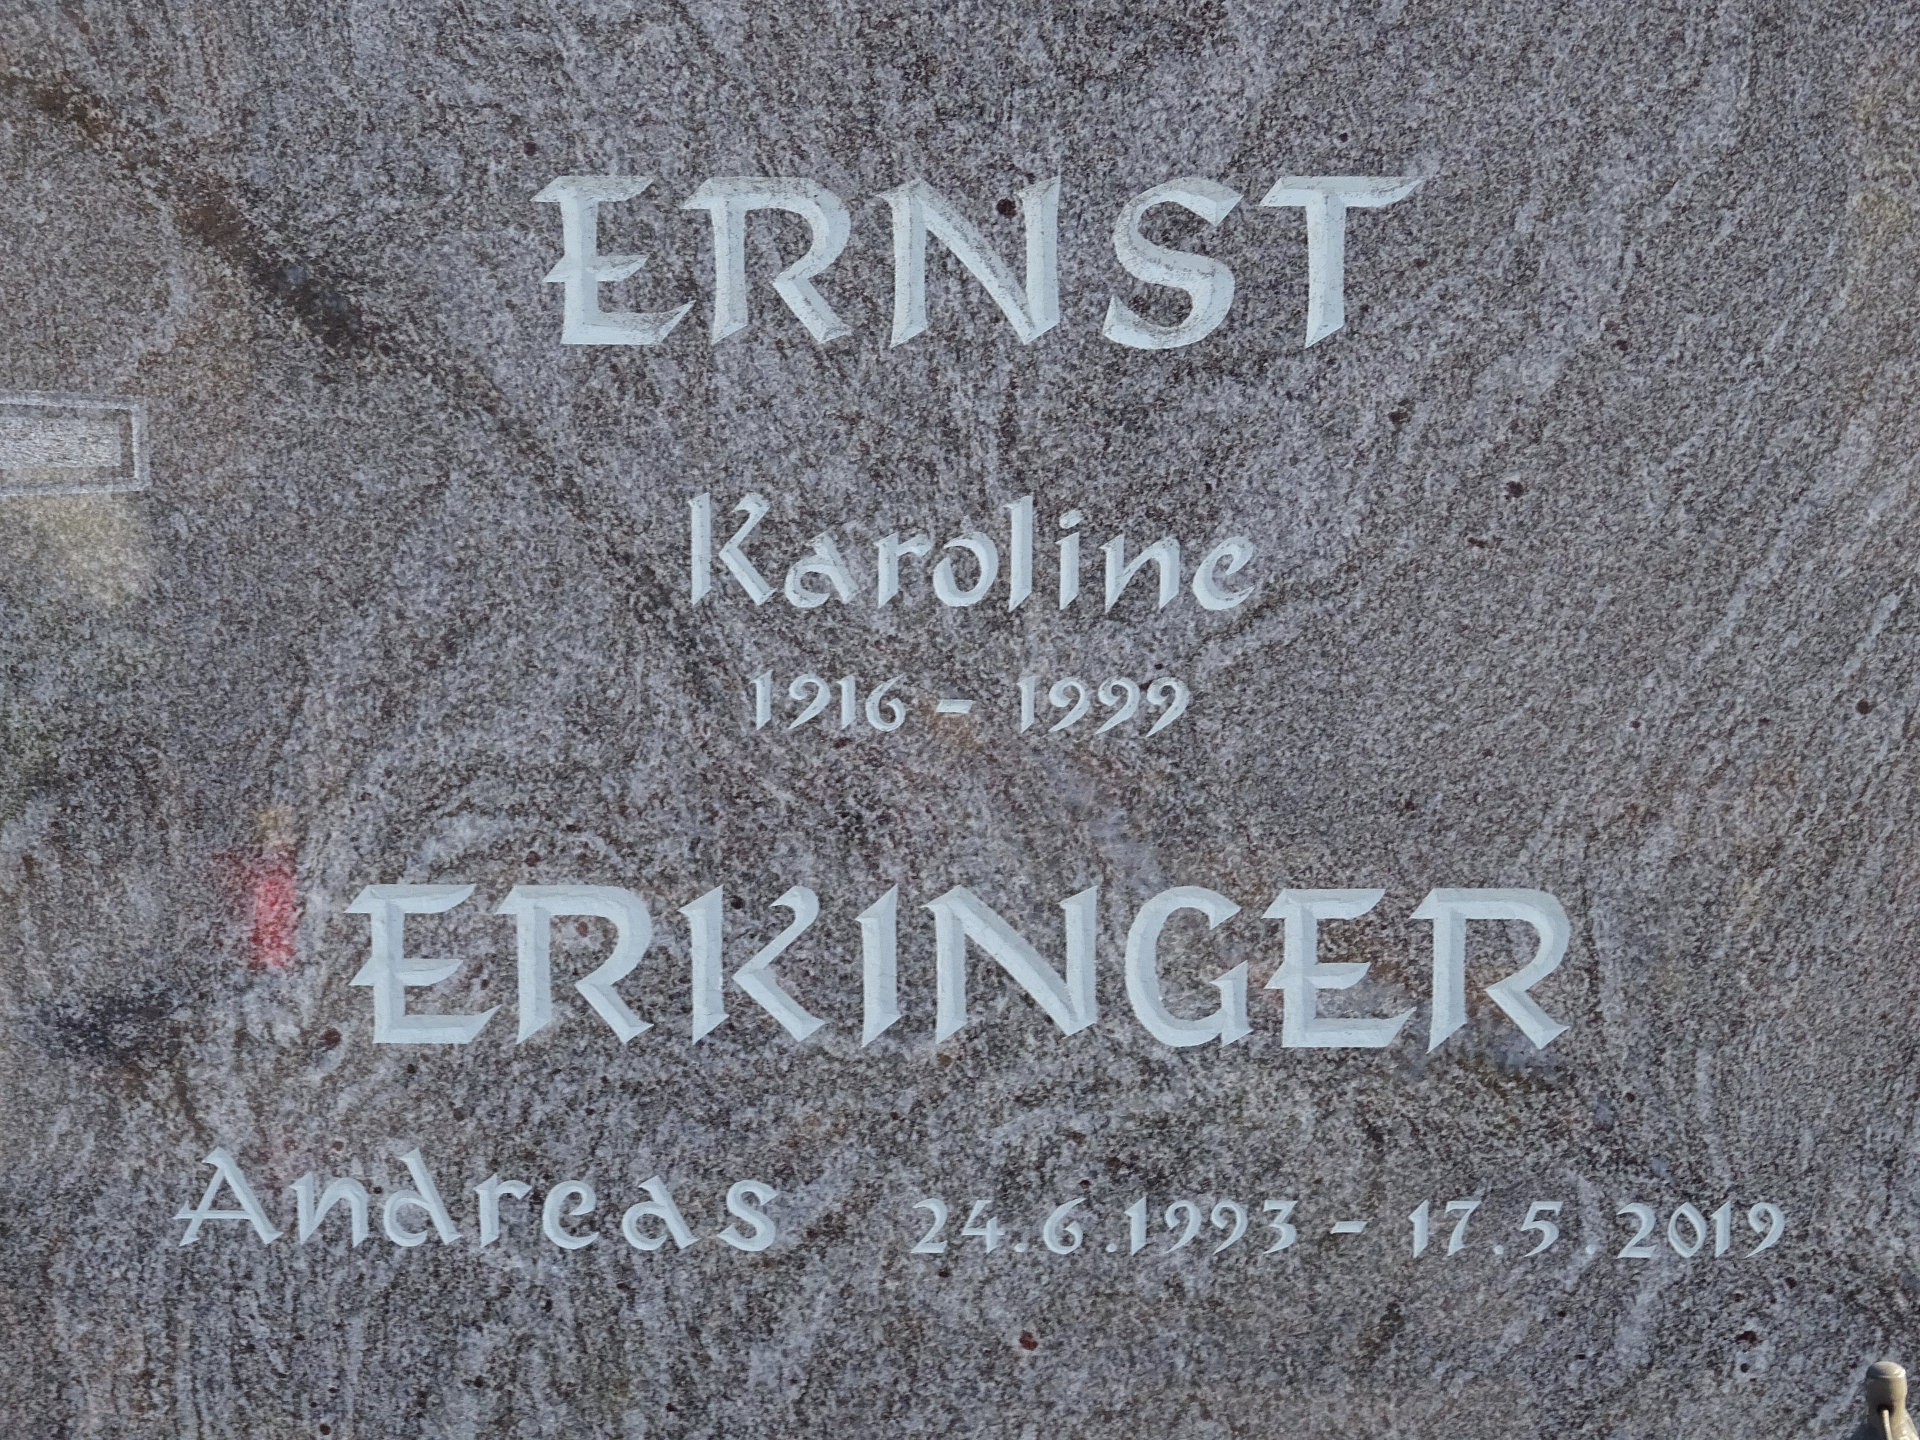 ERNST
Karoline
1916 - 1999
ERKINGER
Andreas 24.6.1993 - 17.5.2019